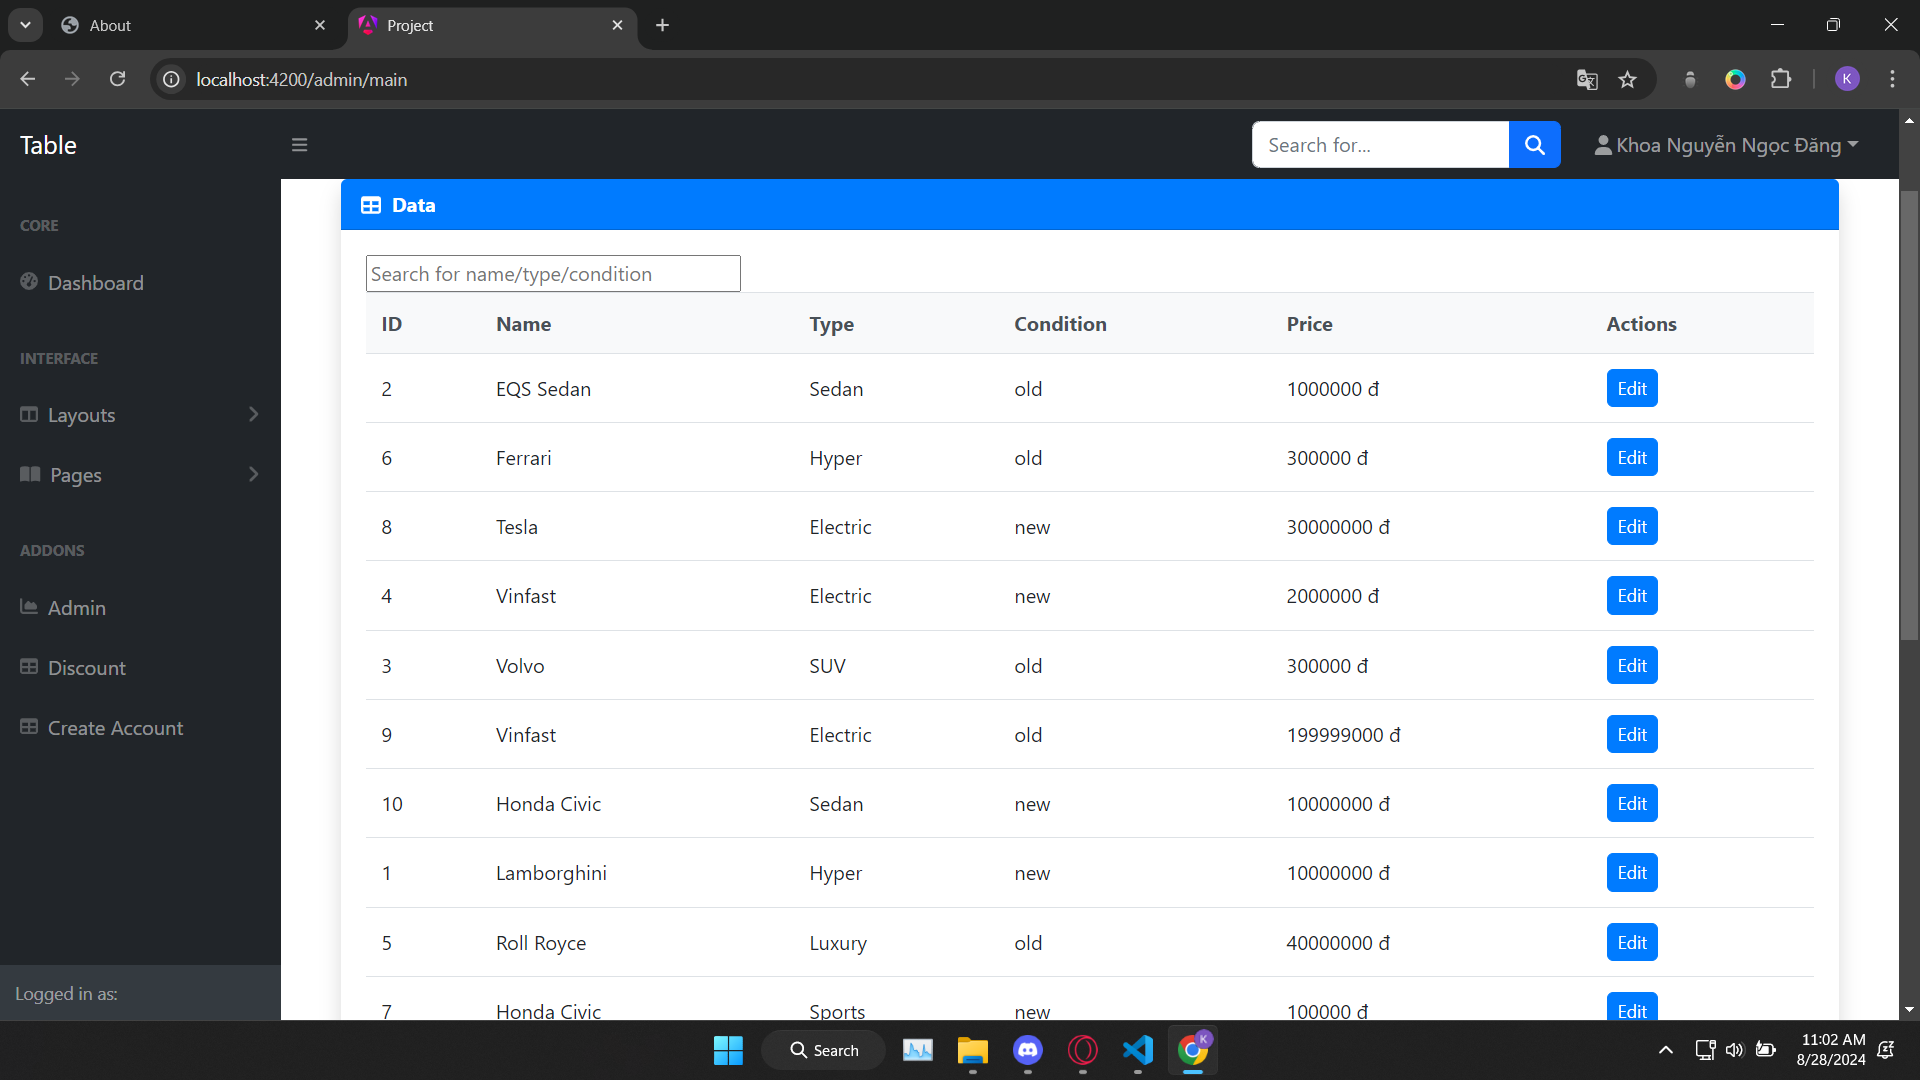 About
Project
localhost:4200/admin/main
K
Table
Search for...
Khoa Nguyễn Ngọc Đăng
CORE
Dashboard
INTERFACE
Layouts
Pages
ADDONS
Admin
Discount
Create Account
Logged in as:
Data
Search for name/type/condition
ID Name Type Condition Price Actions
2 EQS Sedan Sedan old 1000000 đ Edit
6 Ferrari Hyper old 300000 đ Edit
8 Tesla Electric new 30000000 đ Edit
4 Vinfast Electric new 2000000 đ Edit
3 Volvo SUV old 300000 đ Edit
9 Vinfast Electric old 199999000 đ Edit
10 Honda Civic Sedan new 10000000 đ Edit
1 Lamborghini Hyper new 10000000 đ Edit
5 Roll Royce Luxury old 40000000 đ Edit
7 Honda Civic Sports new 100000 đ Edit
Search
K
11:02 AM
8/28/2024